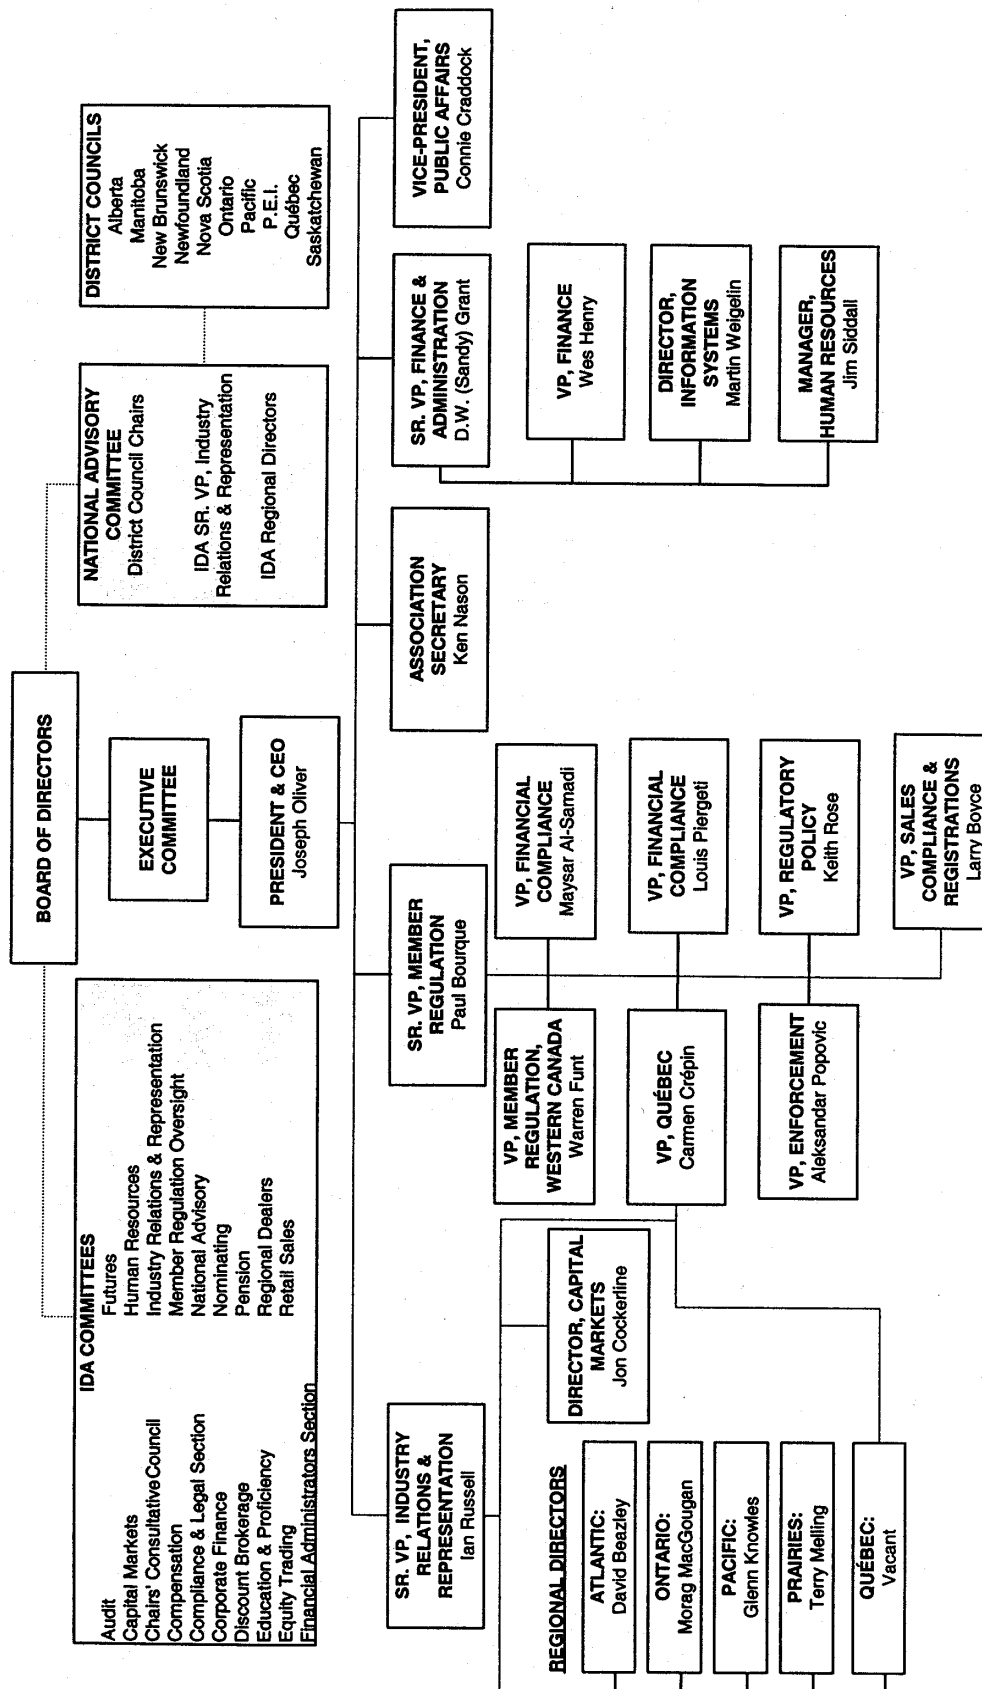 BOARD OF DIRECTORS
IDA COMMITTEES
Audit
Capital Markets
Chairs' Consultative Council
Compensation
Compliance & Legal Section
Corporate Finance
Discount Brokerage
Education & Proficiency
Equity Trading
Financial Administrators Section
Futures
Human Resources
Industry Relations & Representation
Member Regulation Oversight
National Advisory
Nominating
Pension
Regional Dealers
Retail Sales
EXECUTIVE
COMMITTEE
NATIONAL ADVISORY
COMMITTEE
District Council Chairs
IDA SR. VP, Industry
Relations & Representation
IDA Regional Directors
DISTRICT COUNCILS
Alberta
Manitoba
New Brunswick
Newfoundland
Nova Scotia
Ontario
Pacific
P.E.I.
Québec
Saskatchewan
PRESIDENT & CEO
Joseph Oliver
SR. VP, INDUSTRY
RELATIONS &
REPRESENTATION
Ian Russell
SR. VP, MEMBER
REGULATION
Paul Bourque
ASSOCIATION
SECRETARY
Ken Nason
SR. VP, FINANCE &
ADMINISTRATION
D.W. (Sandy) Grant
VICE-PRESIDENT,
PUBLIC AFFAIRS
Connie Craddock
DIRECTOR, CAPITAL
MARKETS
Jon Cockerline
REGIONAL DIRECTORS
ATLANTIC:
David Beazley
ONTARIO:
Morag MacGougan
PACIFIC:
Glenn Knowles
PRAIRIES:
Terry Melling
QUÉBEC:
Vacant
VP, MEMBER
REGULATION,
WESTERN CANADA
Warren Funt
VP, FINANCIAL
COMPLIANCE
Maysar Al-Samadi
VP, QUÉBEC
Carmen Crépin
VP, FINANCIAL
COMPLIANCE
Louis Piergeti
VP, ENFORCEMENT
Aleksandar Popovic
VP, REGULATORY
POLICY
Keith Rose
VP, SALES
COMPLIANCE &
REGISTRATIONS
Larry Boyce
VP, FINANCE
Wes Henry
DIRECTOR,
INFORMATION
SYSTEMS
Martin Weigelin
MANAGER,
HUMAN RESOURCES
Jim Siddall